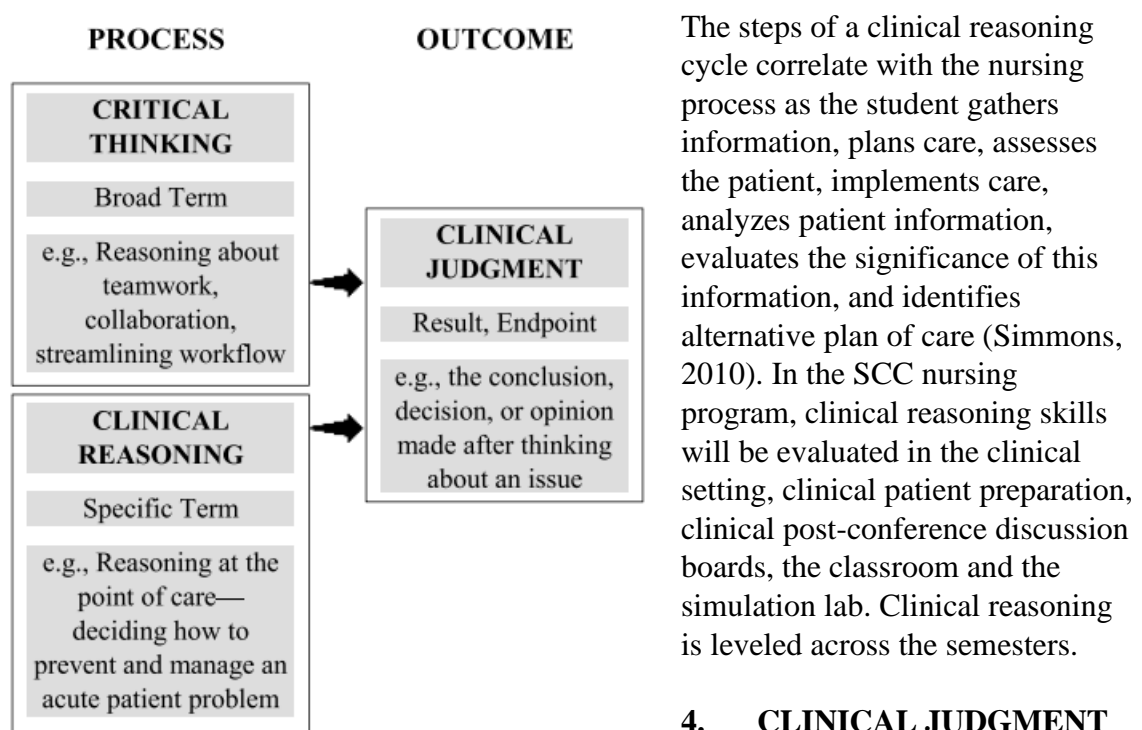 PROCESS
OUTCOME
CRITICAL
THINKING
Broad Term
e.g., Reasoning about
teamwork,
collaboration,
streamlining workflow
CLINICAL
REASONING
Specific Term
e.g., Reasoning at the
point of care—
deciding how to
prevent and manage an
acute patient problem
CLINICAL
JUDGMENT
Result, Endpoint
e.g., the conclusion,
decision, or opinion
made after thinking
about an issue
The steps of a clinical reasoning
cycle correlate with the nursing
process as the student gathers
information, plans care, assesses
the patient, implements care,
analyzes patient information,
evaluates the significance of this
information, and identifies
alternative plan of care (Simmons,
2010). In the SCC nursing
program, clinical reasoning skills
will be evaluated in the clinical
setting, clinical patient preparation,
clinical post-conference discussion
boards, the classroom and the
simulation lab. Clinical reasoning
is leveled across the semesters.
4. CLINICAL JUDGMENT